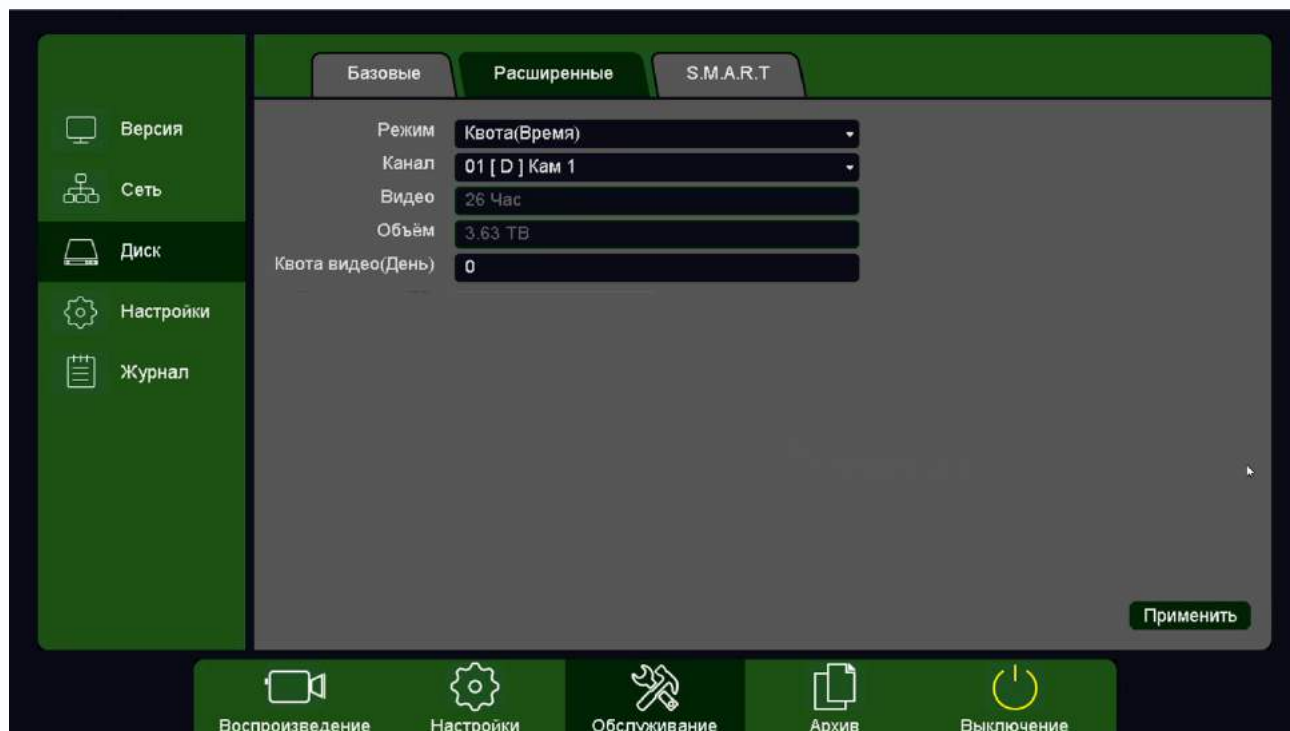 Базовые
Расширенные
S.M.A.R.T
Версия
Сеть
Диск
Настройки
Журнал
Режим
Квота(Время)
Канал
01 [ D ] Кам 1
Видео
26 Час
Объём
3.63 TB
Квота видео(День)
0
Применить
Воспроизведение
Настройки
Обслуживание
Архив
Выключение